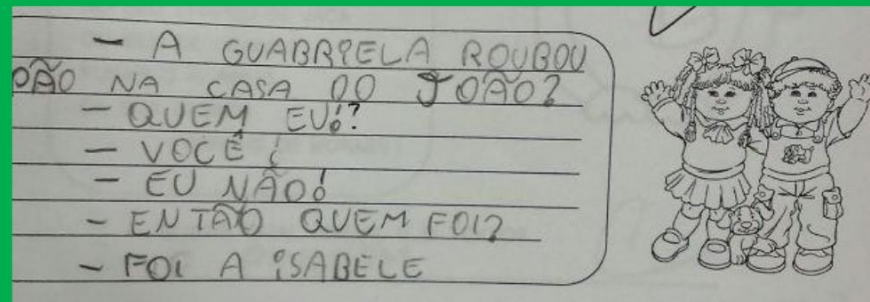 - A GUABRIELA ROUBOU
PÃO NA CASA DO JOÃO?
- QUEM EU!?
- VOCÊ!
- EU NÃO!
- ENTÃO QUEM FOI?
- FOI A ISABELE